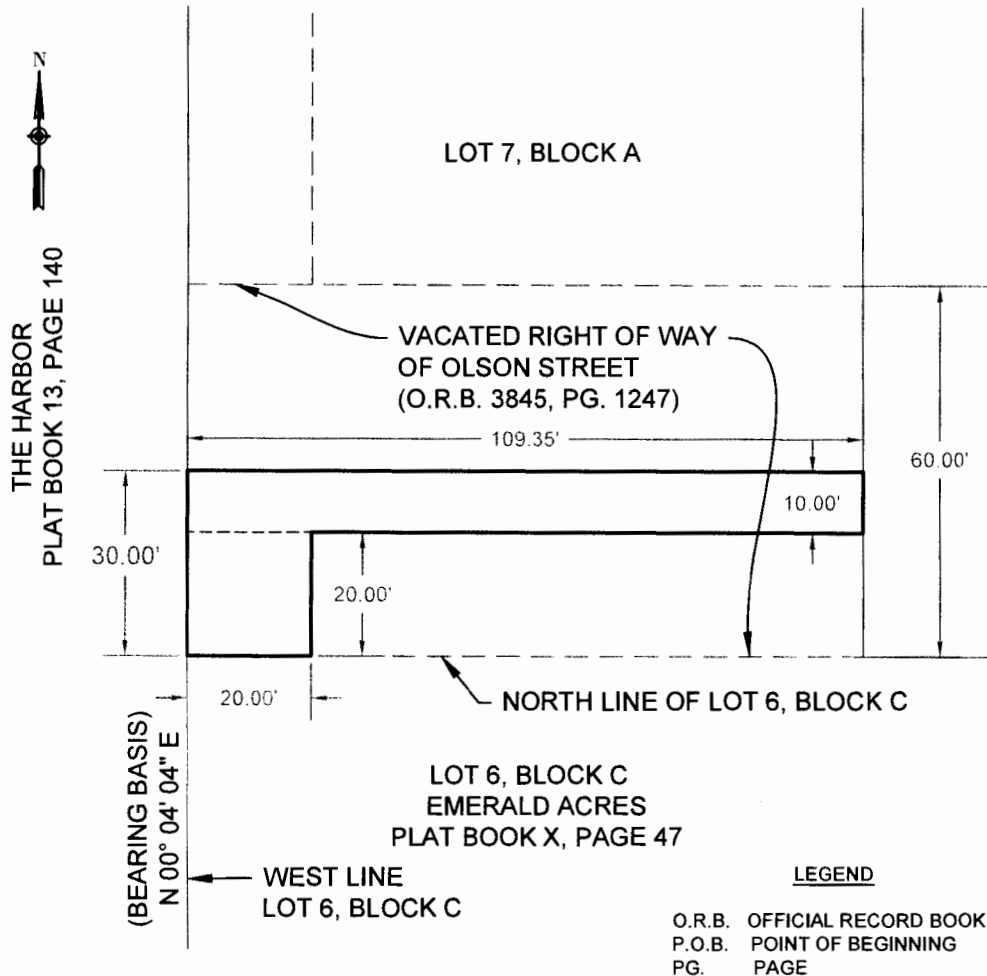 N
LOT 7, BLOCK A
THE HARBOR
PLAT BOOK 13, PAGE 140
VACATED RIGHT OF WAY
OF OLSON STREET
(O.R.B. 3845, PG. 1247)
109.35'
60.00'
10.00'
30.00'
20.00'
20.00'
NORTH LINE OF LOT 6, BLOCK C
(BEARING BASIS)
N 00° 04' 04" E
LOT 6, BLOCK C
EMERALD ACRES
PLAT BOOK X, PAGE 47
WEST LINE
LOT 6, BLOCK C
LEGEND
O.R.B. OFFICIAL RECORD BOOK
P.O.B. POINT OF BEGINNING
PG. PAGE